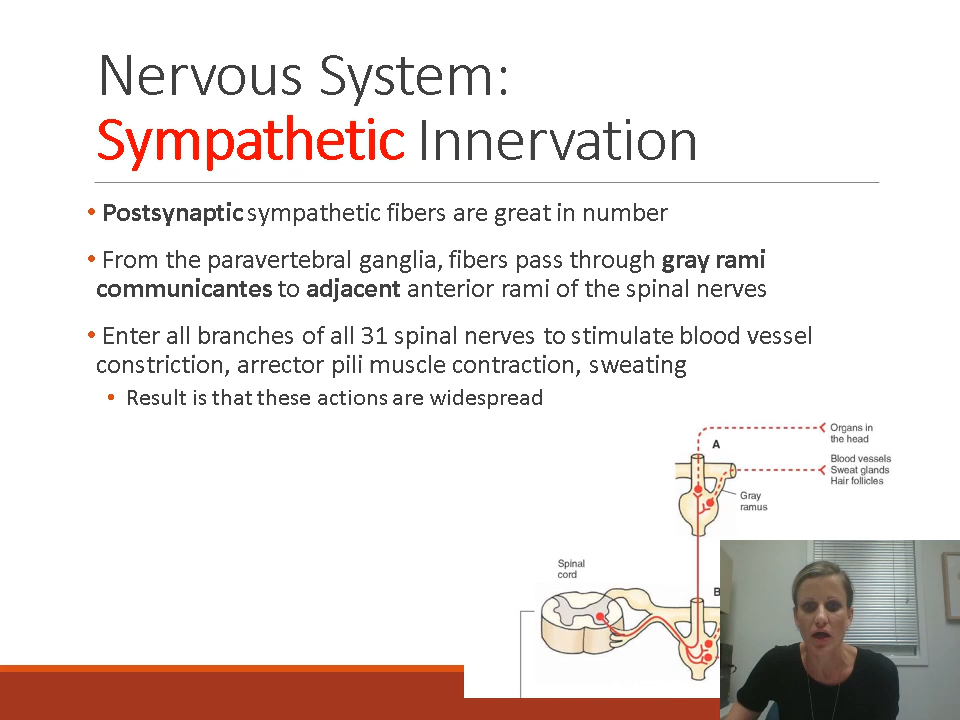 Nervous System:
Sympathetic Innervation
• Postsynaptic sympathetic fibers are great in number
• From the paravertebral ganglia, fibers pass through gray rami
communicantes to adjacent anterior rami of the spinal nerves
• Enter all branches of all 31 spinal nerves to stimulate blood vessel
constriction, arrector pili muscle contraction, sweating
• Result is that these actions are widespread
Organs in
the head
A
Blood vessels
Sweat glands
Hair follicles
Gray
ramus
Spinal
cord
B